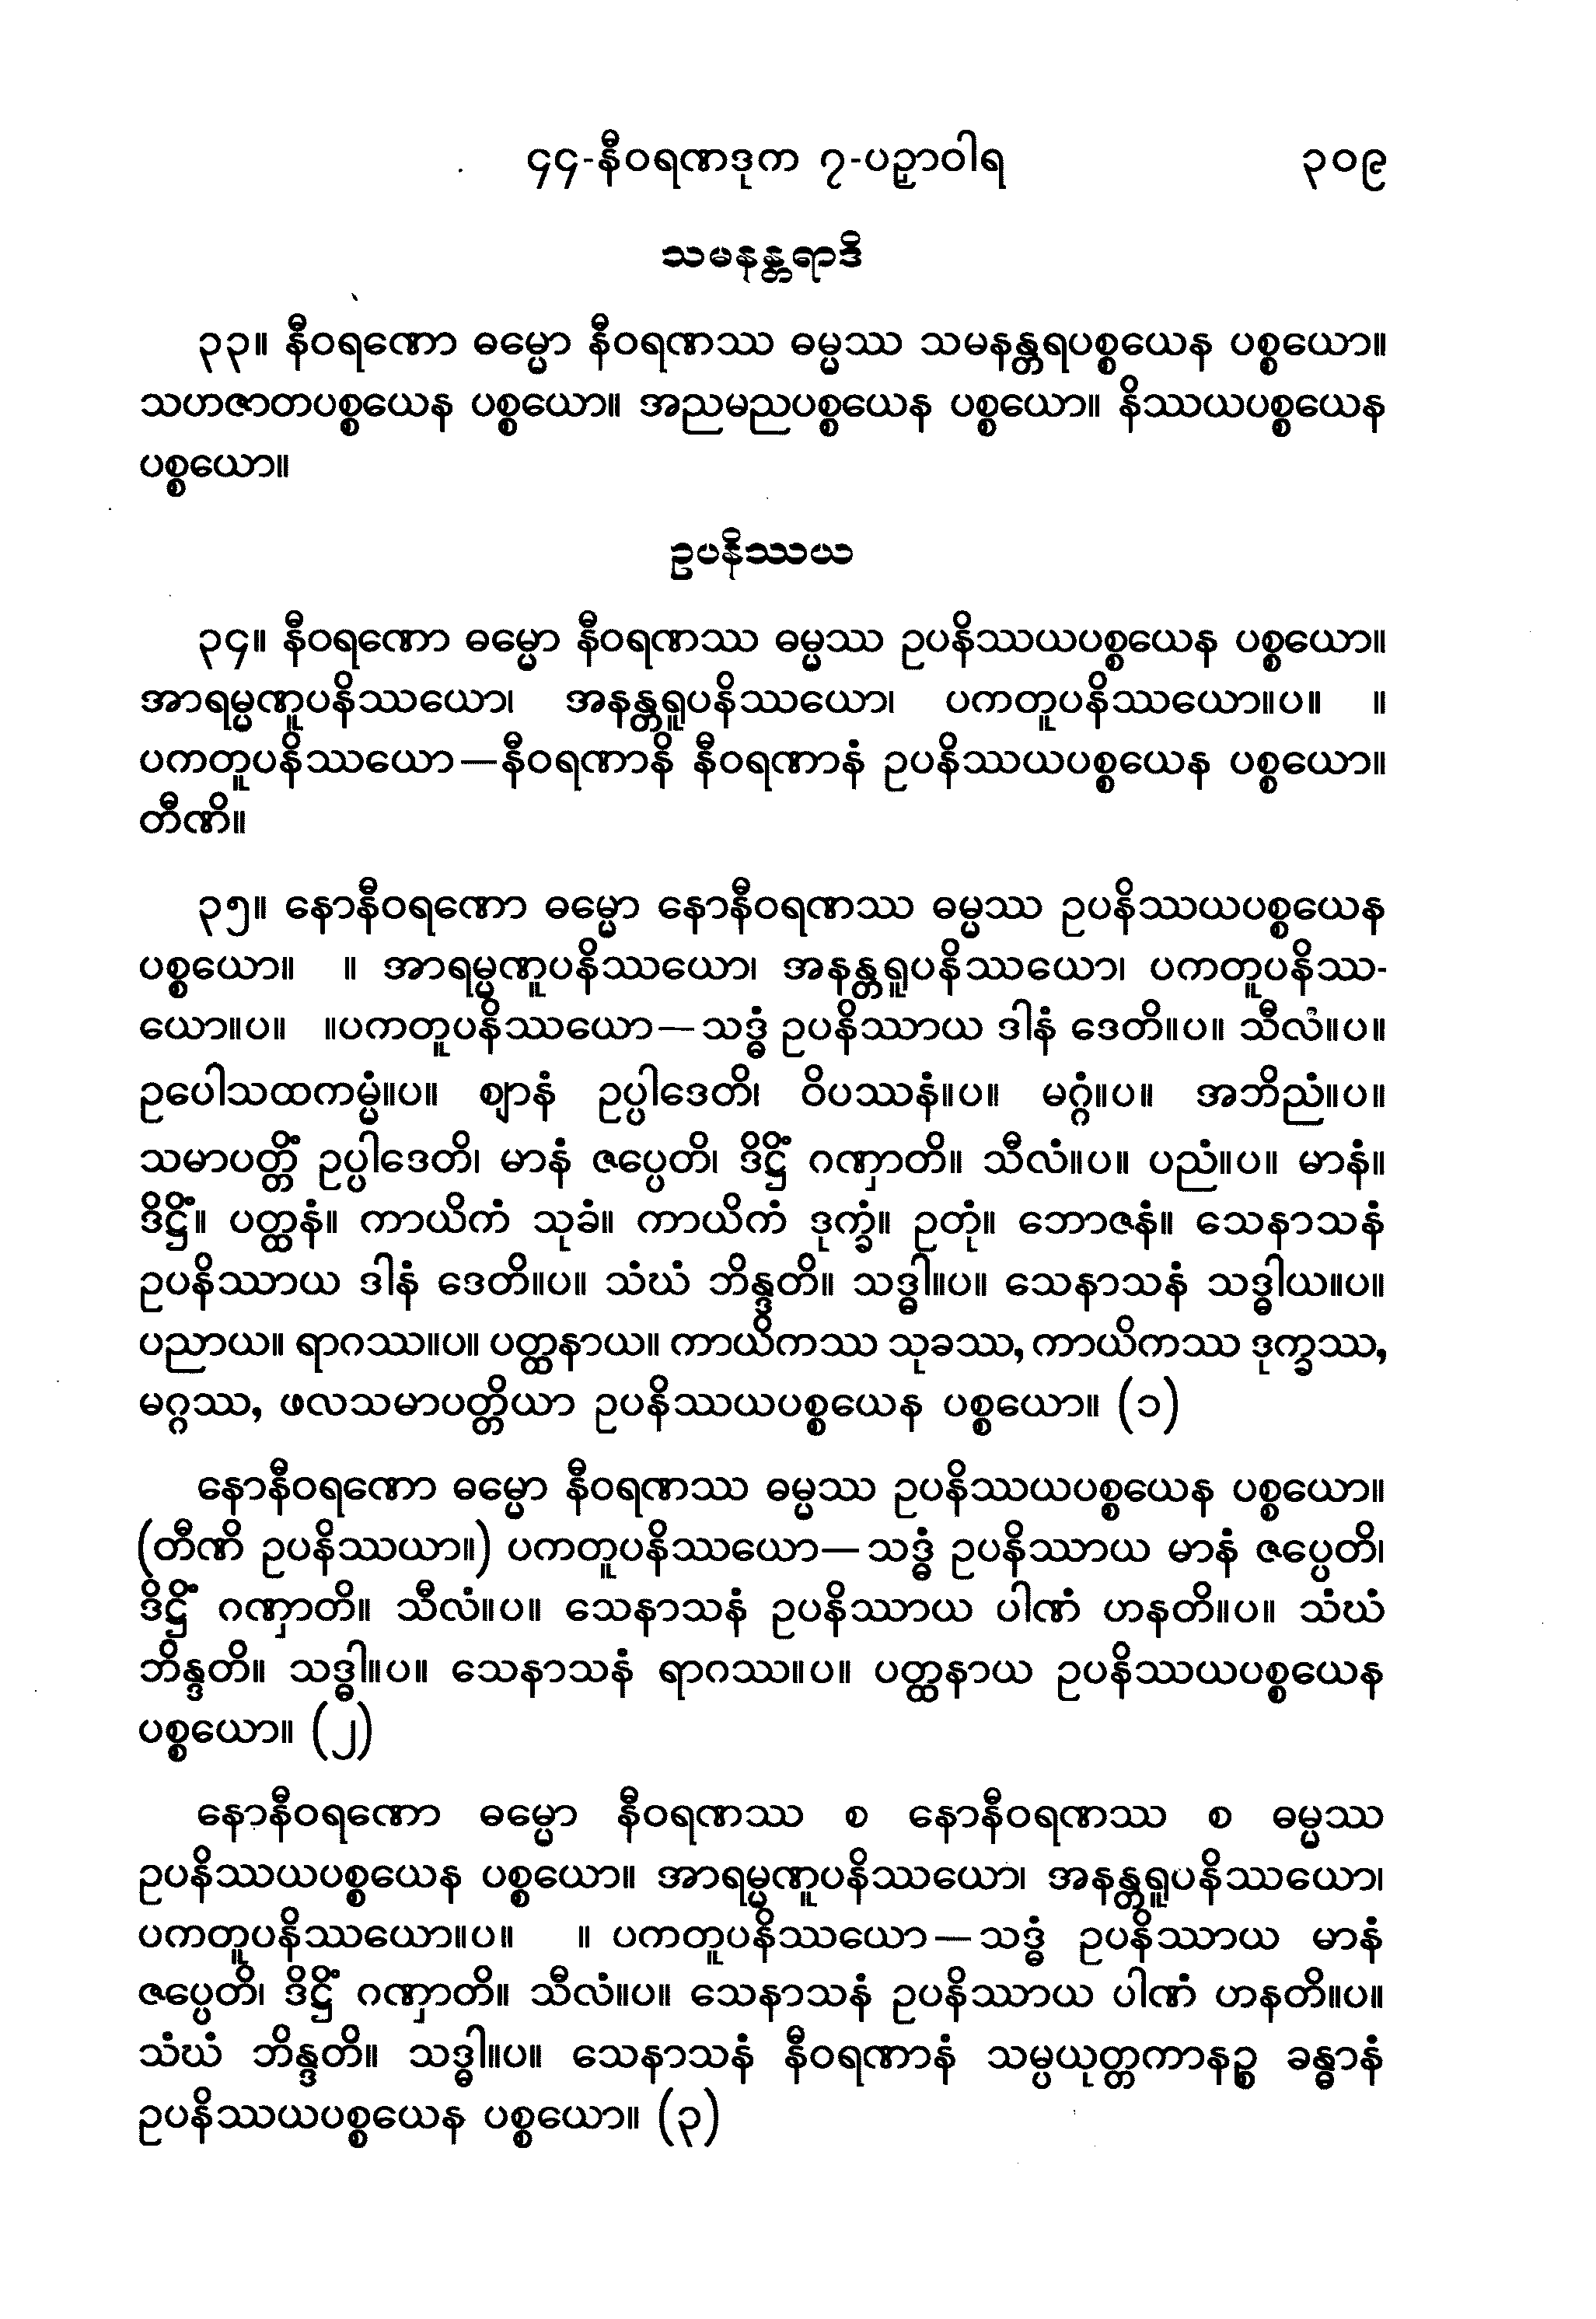 ၄၄-နီဝရဏဒုက ၇-ပဉှာဝါရ ၃၀၉
သမနန္တရာဒိ
၃၃။ နီဝရဏော ဓမ္မော နီဝရဏဿ ဓမ္မဿ သမနန္တရပစ္စယေန ပစ္စယော။
သဟဇာတပစ္စယေန ပစ္စယော။ အညမညပစ္စယေန ပစ္စယော။ နိဿယပစ္စယေန
ပစ္စယော။
ဥပနိဿယ
၃၄။ နီဝရဏော ဓမ္မော နီဝရဏဿ ဓမ္မဿ ဥပနိဿယပစ္စယေန ပစ္စယော။
အာရမ္မဏူပနိဿယော၊ အနန္တရူပနိဿယော၊ ပကတူပနိဿယော။ပ။ ။
ပကတူပနိဿယော—နီဝရဏာနိ နီဝရဏာနံ ဥပနိဿယပစ္စယေန ပစ္စယော။
တီဏိ။
၃၅။ နောနီဝရဏော ဓမ္မော နောနီဝရဏဿ ဓမ္မဿ ဥပနိဿယပစ္စယေန
ပစ္စယော။ ။ အာရမ္မဏူပနိဿယော၊ အနန္တရူပနိဿယော၊ ပကတူပနိဿ-
ယော။ပ။ ။ပကတူပနိဿယော—သဒ္ဓံ ဥပနိဿာယ ဒါနံ ဒေတိ။ပ။ သီလံ။ပ။
ဥပေါသထကမ္မံ။ပ။ ဈာနံ ဥပ္ပါဒေတိ၊ ဝိပဿနံ။ပ။ မဂ္ဂံ။ပ။ အဘိညံ။ပ။
သမာပတ္တိံ ဥပ္ပါဒေတိ၊ မာနံ ဇပ္ပေတိ၊ ဒိဋ္ဌိံ ဂဏှာတိ။ သီလံ။ပ။ ပညံ။ပ။ မာနံ။
ဒိဋ္ဌိံ။ ပတ္ထနံ။ ကာယိကံ သုခံ။ ကာယိကံ ဒုက္ခံ။ ဥတုံ။ ဘောဇနံ။ သေနာသနံ
ဥပနိဿာယ ဒါနံ ဒေတိ။ပ။ သံဃံ ဘိန္ဒတိ။ သဒ္ဓါ။ပ။ သေနာသနံ သဒ္ဓါယ။ပ။
ပညာယ။ ရာဂဿ။ပ။ ပတ္ထနာယ။ ကာယိကဿ သုခဿ, ကာယိကဿ ဒုက္ခဿ,
မဂ္ဂဿ, ဖလသမာပတ္တိယာ ဥပနိဿယပစ္စယေန ပစ္စယော။ (၁)
နောနီဝရဏော ဓမ္မော နီဝရဏဿ ဓမ္မဿ ဥပနိဿယပစ္စယေန ပစ္စယော။
(တီဏိ ဥပနိဿယာ။) ပကတူပနိဿယော—သဒ္ဓံ ဥပနိဿာယ မာနံ ဇပ္ပေတိ၊
ဒိဋ္ဌိံ ဂဏှာတိ။ သီလံ။ပ။ သေနာသနံ ဥပနိဿာယ ပါဏံ ဟနတိ။ပ။ သံဃံ
ဘိန္ဒတိ။ သဒ္ဓါ။ပ။ သေနာသနံ ရာဂဿ။ပ။ ပတ္ထနာယ ဥပနိဿယပစ္စယေန
ပစ္စယော။ (၂)
နောနီဝရဏော ဓမ္မော နီဝရဏဿ စ နောနီဝရဏဿ စ ဓမ္မဿ
ဥပနိဿယပစ္စယေန ပစ္စယော။ အာရမ္မဏူပနိဿယော၊ အနန္တရူပနိဿယော၊
ပကတူပနိဿယော။ပ။ ။ ပကတူပနိဿယော—သဒ္ဓံ ဥပနိဿာယ မာနံ
ဇပ္ပေတိ၊ ဒိဋ္ဌိံ ဂဏှာတိ။ သီလံ။ပ။ သေနာသနံ ဥပနိဿာယ ပါဏံ ဟနတိ။ပ။
သံဃံ ဘိန္ဒတိ။ သဒ္ဓါ။ပ။ သေနာသနံ နီဝရဏာနံ သမ္ပယုတ္တကာနဉ္စ ခန္ဓာနံ
ဥပနိဿယပစ္စယေန ပစ္စယော။ (၃)